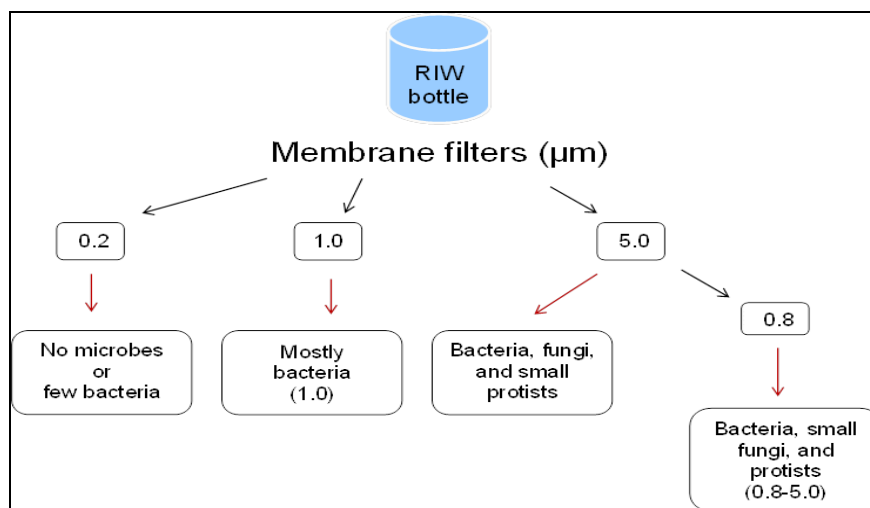 RIW
bottle
Membrane filters (µm)
0.2
1.0
5.0
0.8
No microbes
or
few bacteria
Mostly
bacteria
(1.0)
Bacteria, fungi,
and small
protists
Bacteria, small
fungi, and
protists
(0.8-5.0)